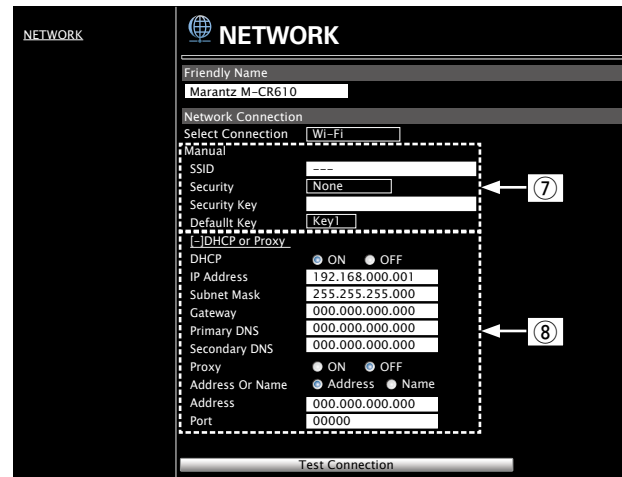 NETWORK
NETWORK
Friendly Name
Marantz M-CR610
Network Connection
Select Connection Wi-Fi
Manual
SSID ---
Security None
Security Key
Defaullt Key Key1
[-]DHCP or Proxy
DHCP ON OFF
IP Address 192.168.000.001
Subnet Mask 255.255.255.000
Gateway 000.000.000.000
Primary DNS 000.000.000.000
Secondary DNS 000.000.000.000
Proxy ON OFF
Address Or Name Address Name
Address 000.000.000.000
Port 00000
Test Connection
⑦
⑧